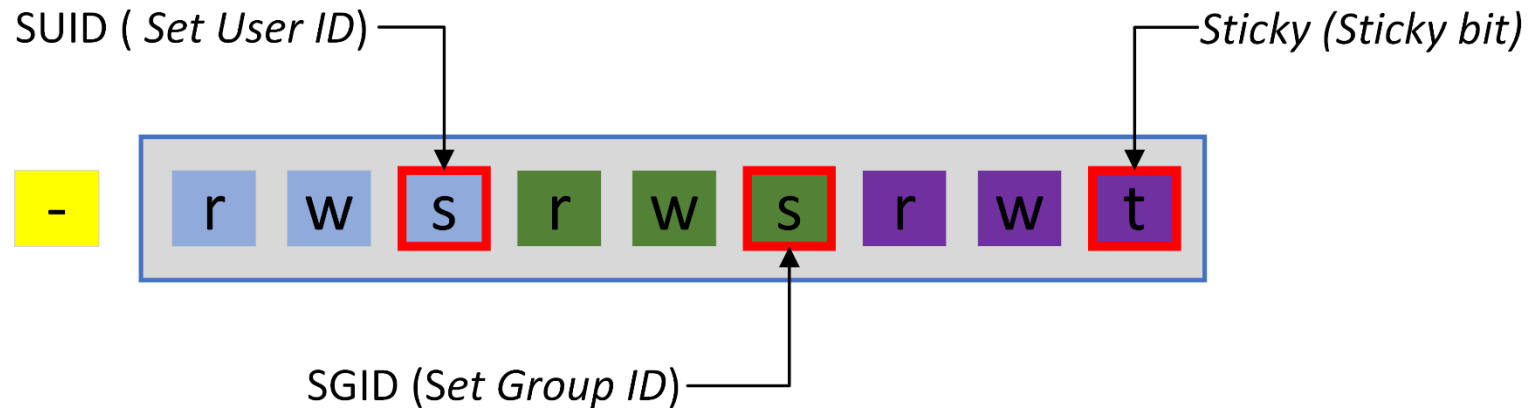 SUID ( Set User ID)
Sticky (Sticky bit)
- r w s r w s r w t
SGID (Set Group ID)